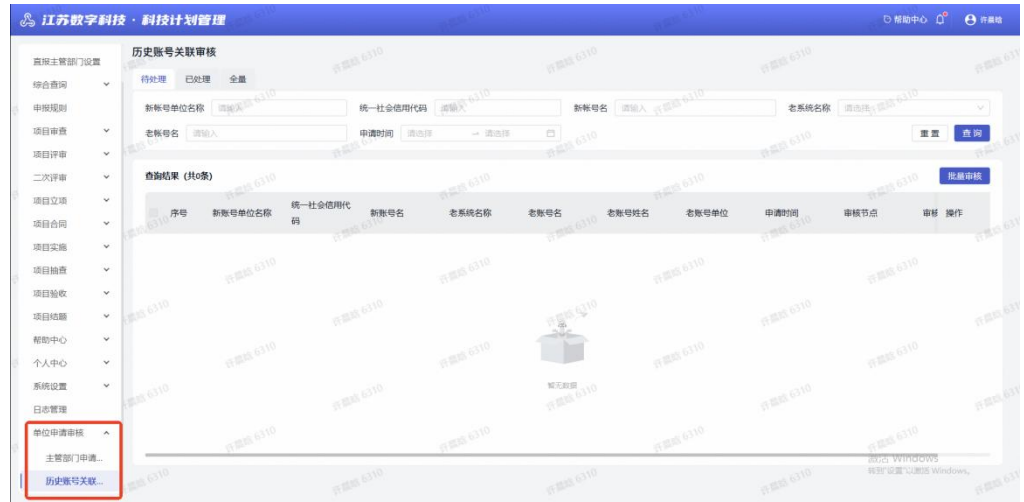 江苏数字科技 · 科技计划管理
帮助中心
许晨晗
直接主管部门设置
综合查询
申报规则
项目审查
项目评审
二次评审
项目立项
项目合同
项目实施
项目抽查
项目验收
项目结题
帮助中心
个人中心
系统设置
日志管理
单位申请审核
主管部门申请...
历史账号关联...
历史账号关联审核
待处理 已处理 全量
新帐号单位名称 请输入 统一社会信用代码 请输入 新帐号名 请输入 老系统名称 请选择
老帐号名 请输入 申请时间 请选择 → 请选择 重置 查询
查询结果（共0条） 批量审核
序号 新账号单位名称 统一社会信用代码 新账号名 老系统名称 老账号名 老账号姓名 老账号单位 申请时间 审核节点 审核 操作
暂无数据
激活 Windows
转到"设置"以激活 Windows。